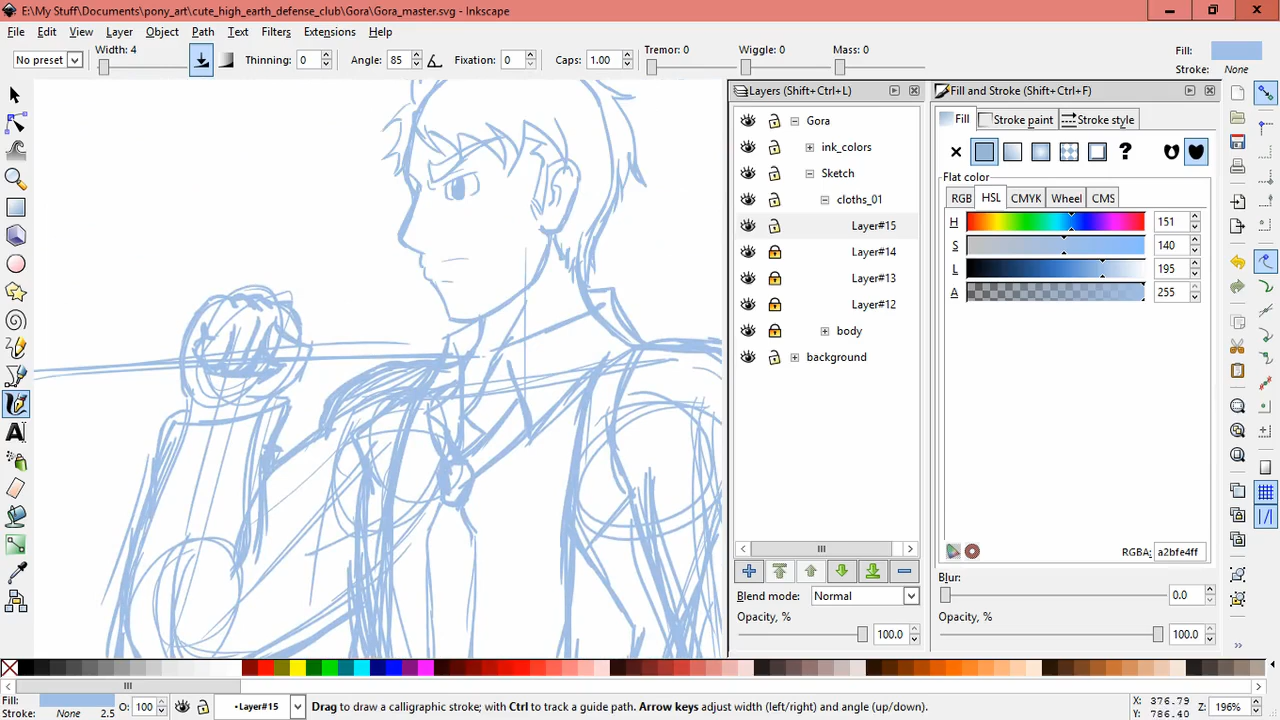 E:\My Stuff\Documents\pony_art\cute_high_earth_defense_club\Gora\Gora_master.svg - Inkscape
File Edit View Layer Object Path Text Filters Extensions Help
No preset Width: 4 Thinning: 0 Angle: 85 Fixation: 0 Caps: 1.00 Tremor: 0 Wiggle: 0 Mass: 0 Fill: Stroke: None
Layers (Shift+Ctrl+L)
Gora
ink_colors
Sketch
cloths_01
Layer#15
Layer#14
Layer#13
Layer#12
body
background
Blend mode: Normal
Opacity, %
100.0
Fill and Stroke (Shift+Ctrl+F)
Fill Stroke paint Stroke style
Flat color
RGB HSL CMYK Wheel CMS
H 151
S 140
L 195
A 255
RGBA: a2bfe4ff
Blur:
0.0
Opacity, %
100.0
Fill:
Stroke: None 2.5
O: 100
•Layer#15
Drag to draw a calligraphic stroke; with Ctrl to track a guide path. Arrow keys adjust width (left/right) and angle (up/down).
X: 376.79
Y: 786.40
Z: 196%